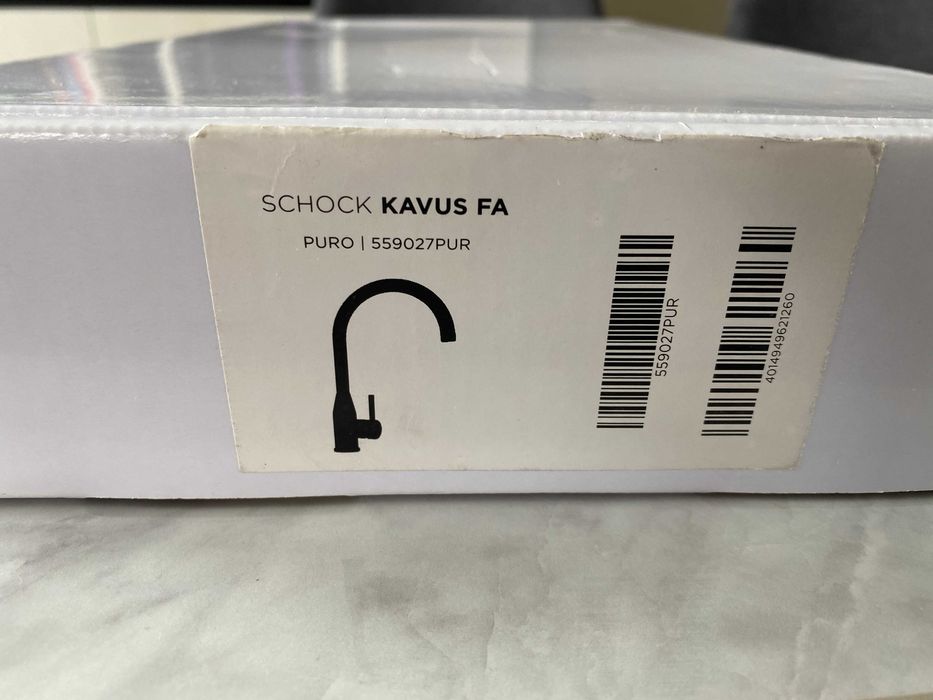 SCHOCK KAVUS FA
PURO | 559027PUR
559027PUR
4014949621260